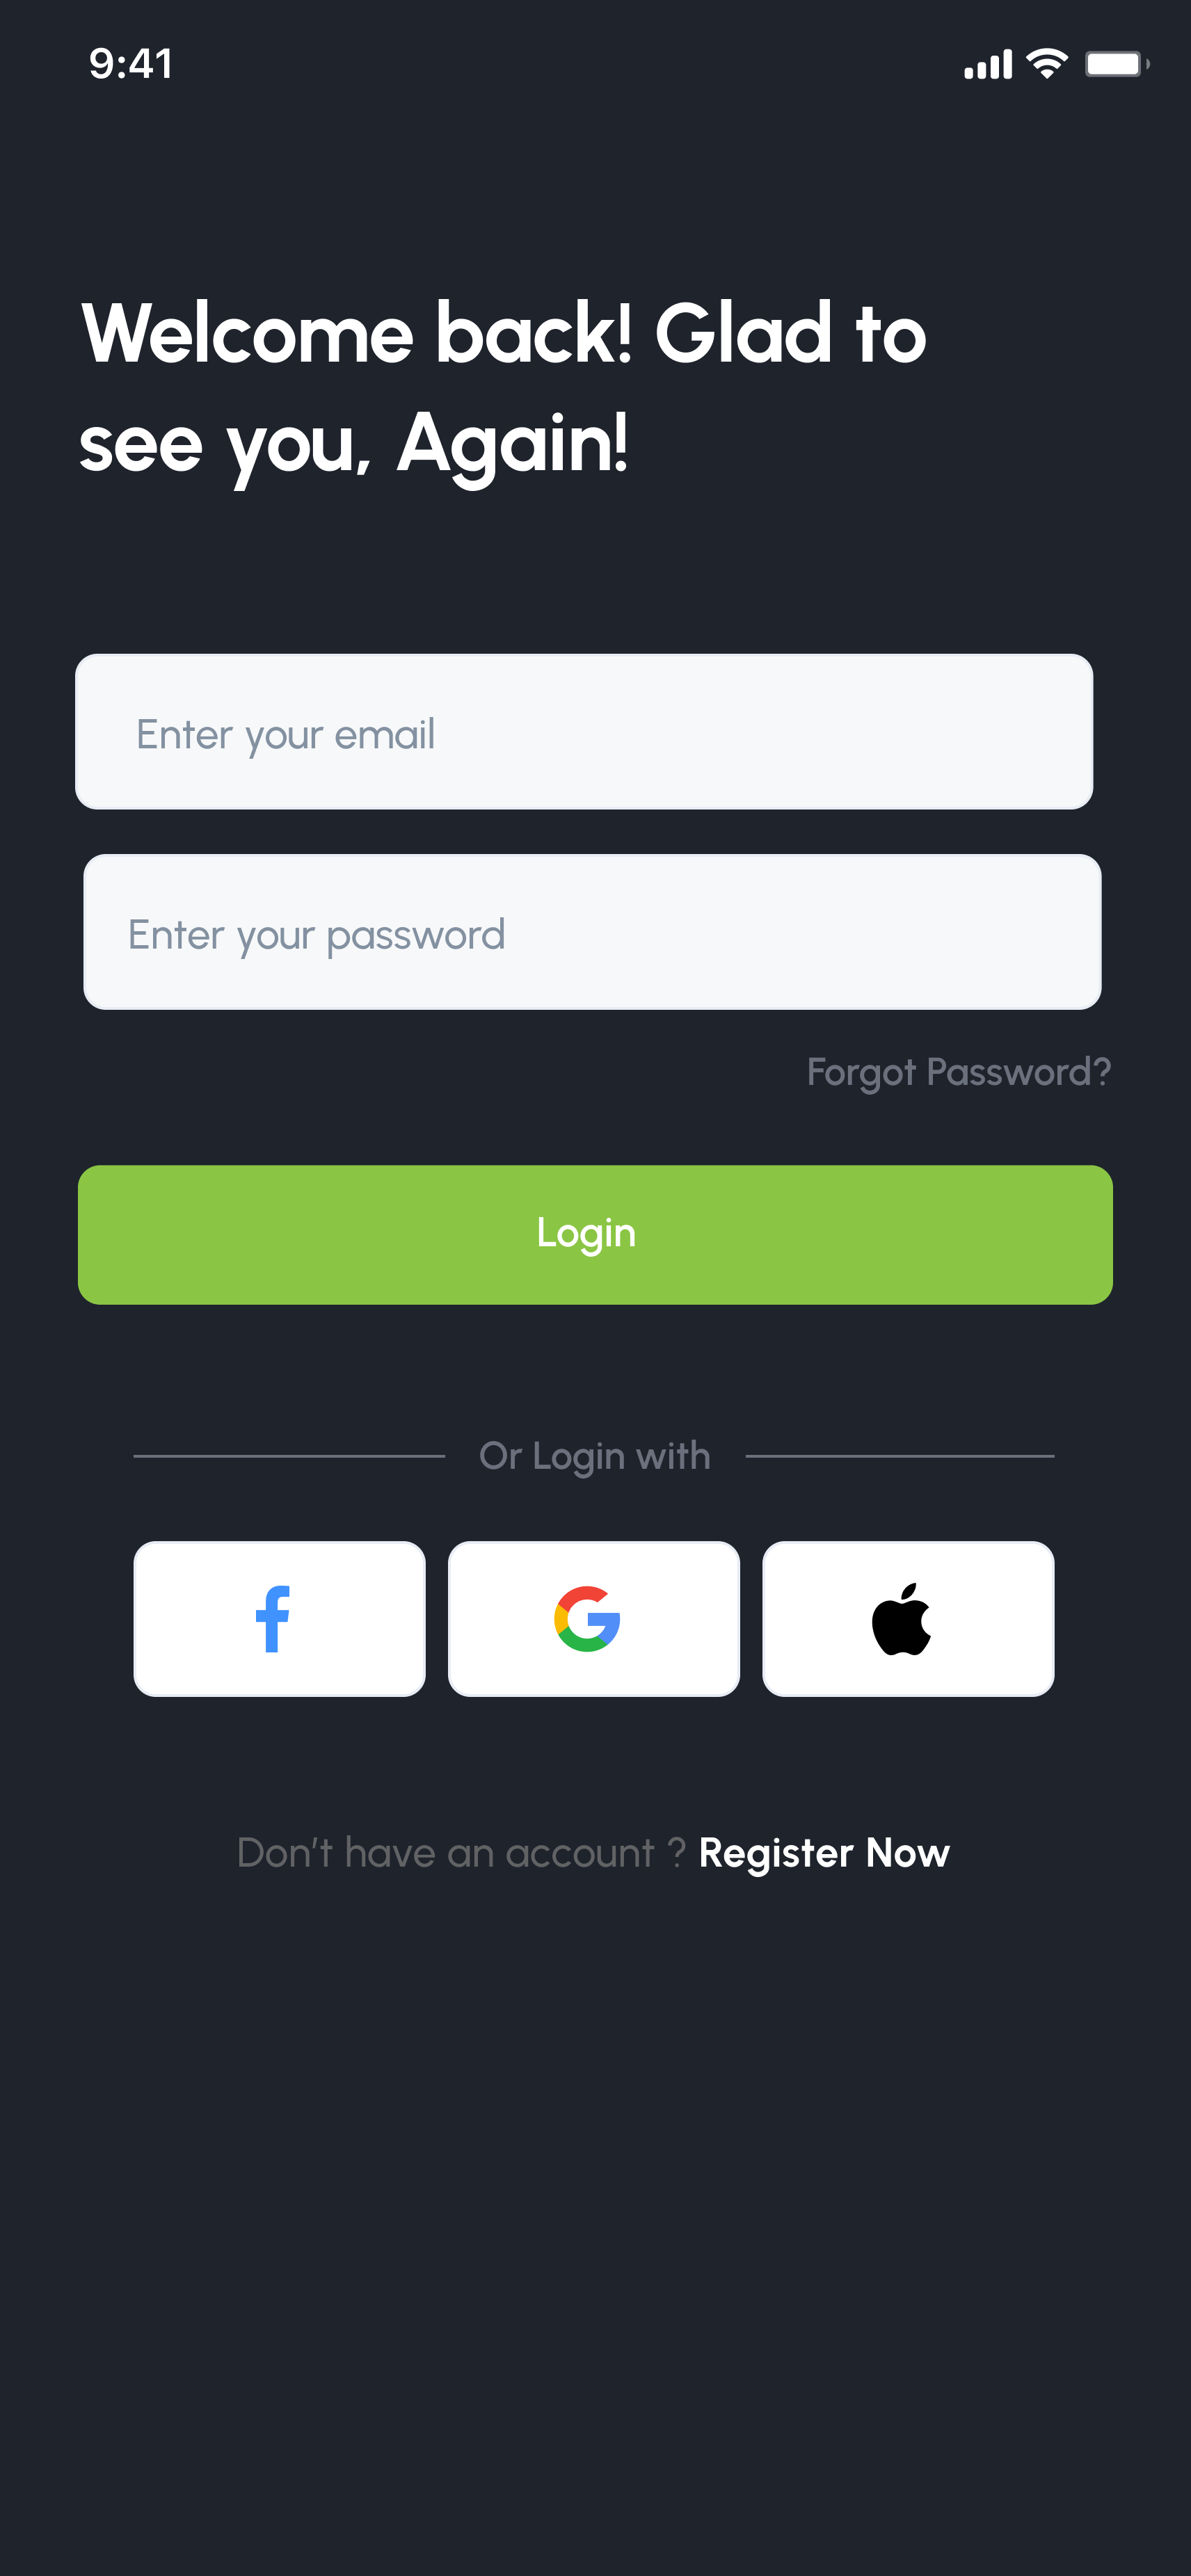 9:41
Welcome back! Glad to
see you, Again!
Enter your email
Enter your password
Forgot Password?
Login
Or Login with
Don't have an account ? Register Now